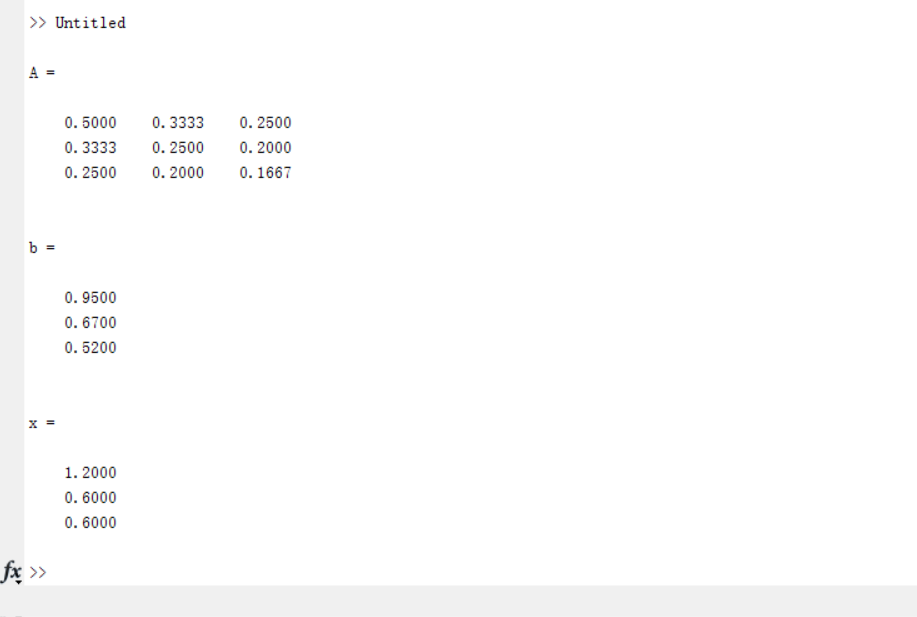 >> Untitled
A =
0.5000 0.3333 0.2500
0.3333 0.2500 0.2000
0.2500 0.2000 0.1667
b =
0.9500
0.6700
0.5200
x =
1.2000
0.6000
0.6000
fx >>